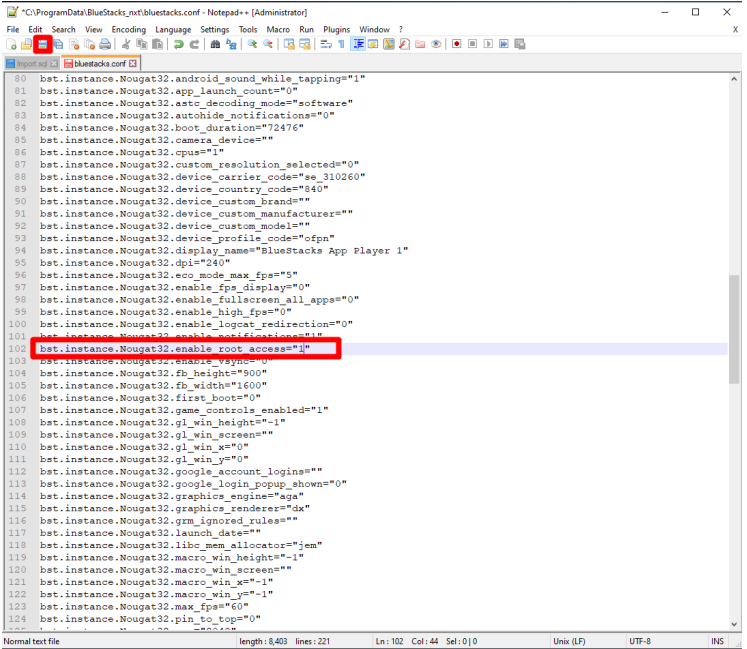 *C:\ProgramData\BlueStacks_nxt\bluestacks.conf - Notepad++ [Administrator]
File Edit Search View Encoding Language Settings Tools Macro Run Plugins Window ? X
Import.sql bluestacks.conf
80 bst.instance.Nougat32.android_sound_while_tapping="1"
81 bst.instance.Nougat32.app_launch_count="0"
82 bst.instance.Nougat32.astc_decoding_mode="software"
83 bst.instance.Nougat32.autohide_notifications="0"
84 bst.instance.Nougat32.boot_duration="72476"
85 bst.instance.Nougat32.camera_device=""
86 bst.instance.Nougat32.cpus="1"
87 bst.instance.Nougat32.custom_resolution_selected="0"
88 bst.instance.Nougat32.device_carrier_code="se_310260"
89 bst.instance.Nougat32.device_country_code="840"
90 bst.instance.Nougat32.device_custom_brand=""
91 bst.instance.Nougat32.device_custom_manufacturer=""
92 bst.instance.Nougat32.device_custom_model=""
93 bst.instance.Nougat32.device_profile_code="ofpn"
94 bst.instance.Nougat32.display_name="BlueStacks App Player 1"
95 bst.instance.Nougat32.dpi="240"
96 bst.instance.Nougat32.eco_mode_max_fps="5"
97 bst.instance.Nougat32.enable_fps_display="0"
98 bst.instance.Nougat32.enable_fullscreen_all_apps="0"
99 bst.instance.Nougat32.enable_high_fps="0"
100 bst.instance.Nougat32.enable_logcat_redirection="0"
101 bst.instance.Nougat32.enable_notifications="1"
102 bst.instance.Nougat32.enable_root_access="1"
103 bst.instance.Nougat32.enable_vsync="0"
104 bst.instance.Nougat32.fb_height="900"
105 bst.instance.Nougat32.fb_width="1600"
106 bst.instance.Nougat32.first_boot="0"
107 bst.instance.Nougat32.game_controls_enabled="1"
108 bst.instance.Nougat32.gl_win_height="-1"
109 bst.instance.Nougat32.gl_win_screen=""
110 bst.instance.Nougat32.gl_win_x="0"
111 bst.instance.Nougat32.gl_win_y="0"
112 bst.instance.Nougat32.google_account_logins=""
113 bst.instance.Nougat32.google_login_popup_shown="0"
114 bst.instance.Nougat32.graphics_engine="aga"
115 bst.instance.Nougat32.graphics_renderer="dx"
116 bst.instance.Nougat32.grm_ignored_rules=""
117 bst.instance.Nougat32.launch_date=""
118 bst.instance.Nougat32.libc_mem_allocator="jem"
119 bst.instance.Nougat32.macro_win_height="-1"
120 bst.instance.Nougat32.macro_win_screen=""
121 bst.instance.Nougat32.macro_win_x="-1"
122 bst.instance.Nougat32.macro_win_y="-1"
123 bst.instance.Nougat32.max_fps="60"
124 bst.instance.Nougat32.pin_to_top="0"
Normal text file length : 8,403 lines : 221 Ln : 102 Col : 44 Sel : 0 | 0 Unix (LF) UTF-8 INS